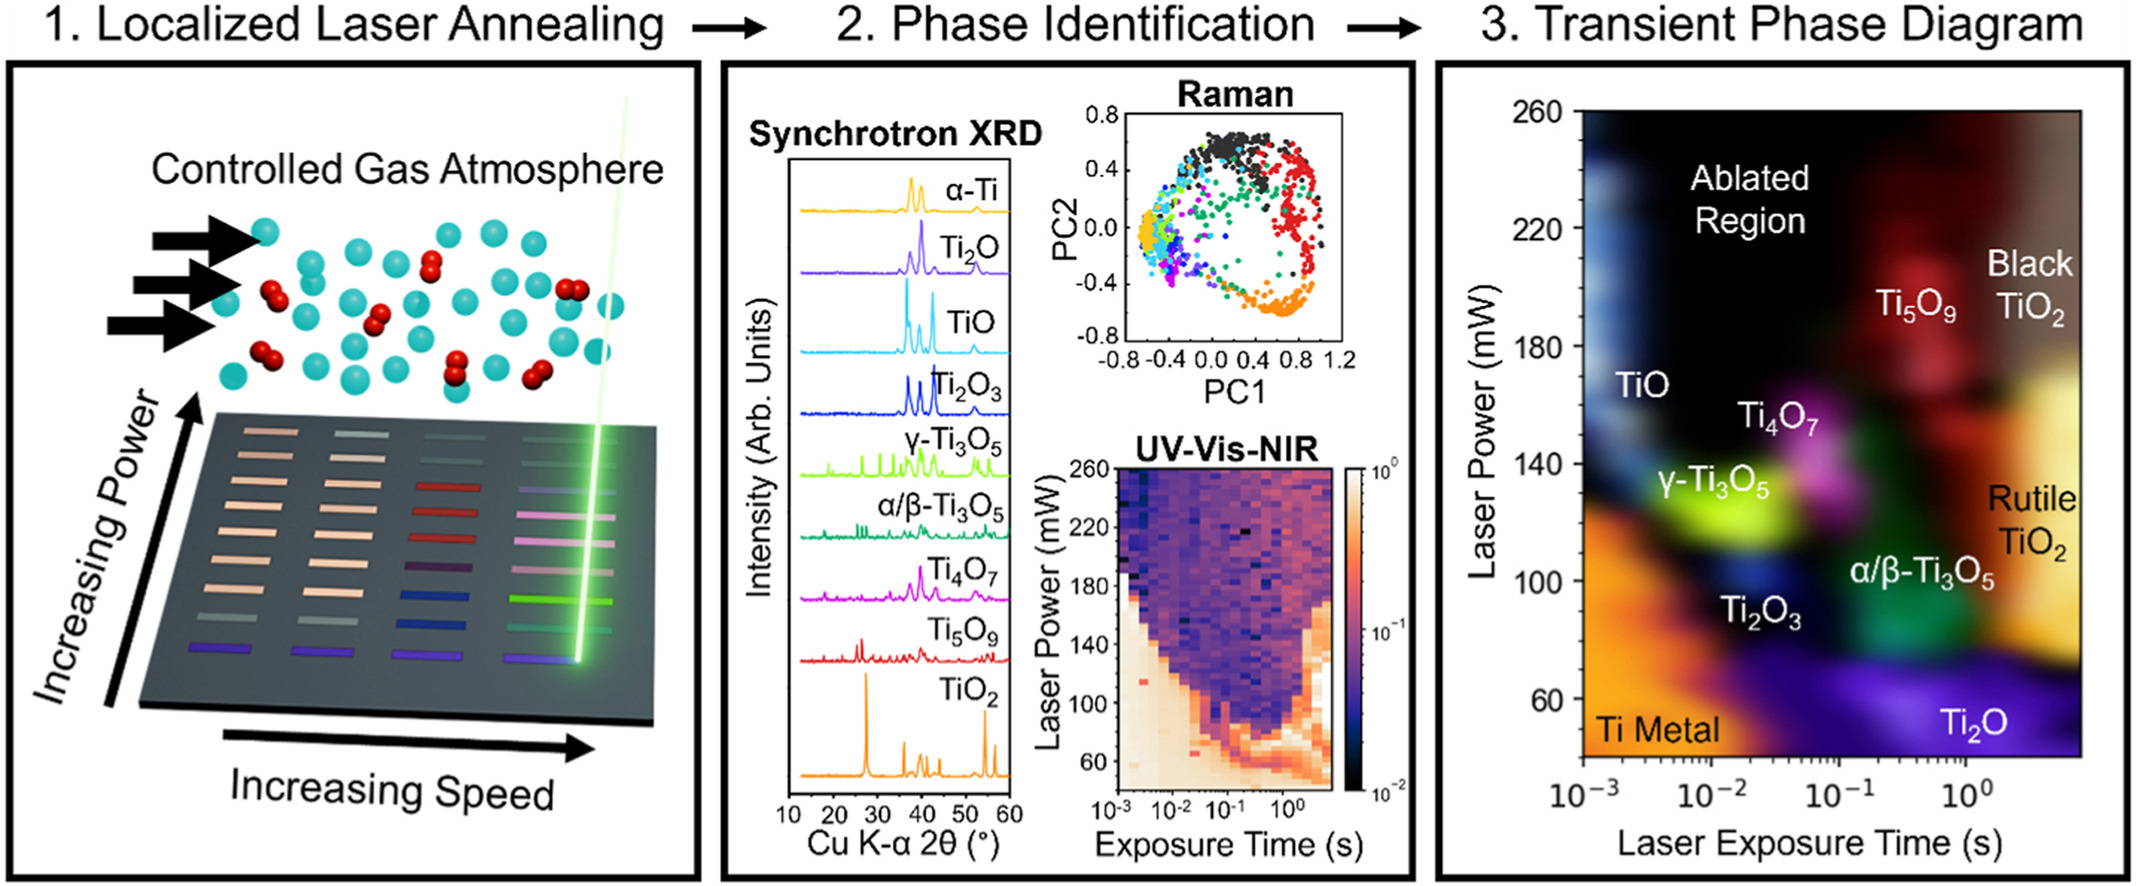 1. Localized Laser Annealing
2. Phase Identification
3. Transient Phase Diagram
Controlled Gas Atmosphere
Increasing Power
Increasing Speed
Synchrotron XRD
Intensity (Arb. Units)
α-Ti
Ti₂O
TiO
Ti₂O₃
γ-Ti₃O₅
α/β-Ti₃O₅
Ti₄O₇
Ti₅O₉
TiO₂
10 20 30 40 50 60
Cu K-α 2θ (°)
Raman
PC2
0.8
0.4
0.0
-0.4
-0.8
-0.8 -0.4 0.0 0.4 0.8 1.2
PC1
UV-Vis-NIR
Laser Power (mW)
260
220
180
140
100
60
10⁻³ 10⁻² 10⁻¹ 10⁰
Exposure Time (s)
10⁰
10⁻¹
10⁻²
Laser Power (mW)
260
220
180
140
100
60
Ablated
Region
Black
TiO₂
Ti₅O₉
TiO
Ti₄O₇
γ-Ti₃O₅
Rutile
TiO₂
α/β-Ti₃O₅
Ti₂O₃
Ti Metal
Ti₂O
10⁻³ 10⁻² 10⁻¹ 10⁰
Laser Exposure Time (s)